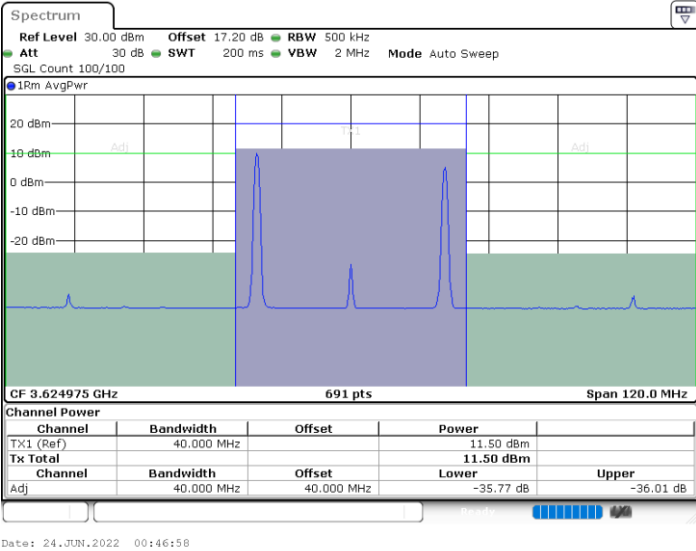 Spectrum
Ref Level 30.00 dBm Offset 17.20 dB RBW 500 kHz
Att 30 dB SWT 200 ms VBW 2 MHz Mode Auto Sweep
SGL Count 100/100
1Rm AvgPwr
20 dBm
TX1
Adj Adj
10 dBm
0 dBm
-10 dBm
-20 dBm
CF 3.624975 GHz 691 pts Span 120.0 MHz
Channel Power
Channel Bandwidth Offset Power
TX1 (Ref) 40.000 MHz 11.50 dBm
Tx Total 11.50 dBm
Channel Bandwidth Offset Lower Upper
Adj 40.000 MHz 40.000 MHz -35.77 dB -36.01 dB
Ready
Date: 24.JUN.2022 00:46:58